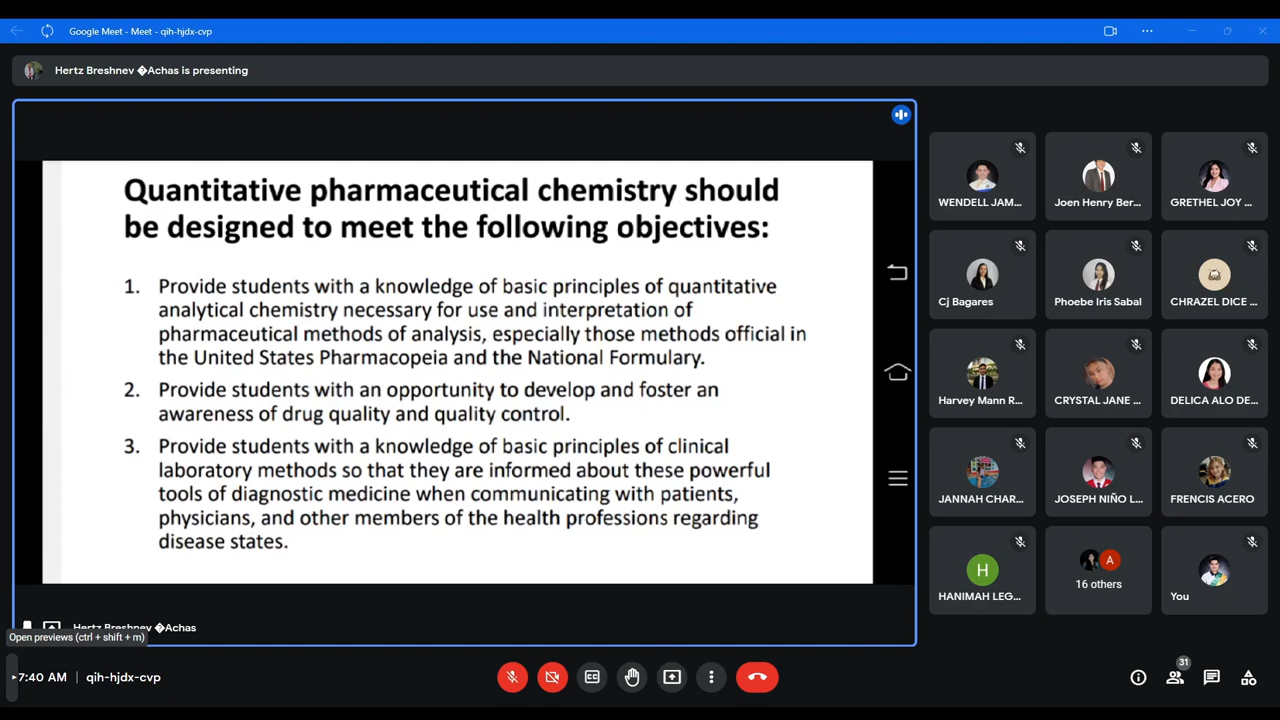 Google Meet - Meet - qih-hjdx-cvp
Hertz Breshnev �Achas is presenting
Quantitative pharmaceutical chemistry should
be designed to meet the following objectives:
1. Provide students with a knowledge of basic principles of quantitative
analytical chemistry necessary for use and interpretation of
pharmaceutical methods of analysis, especially those methods official in
the United States Pharmacopeia and the National Formulary.
2. Provide students with an opportunity to develop and foster an
awareness of drug quality and quality control.
3. Provide students with a knowledge of basic principles of clinical
laboratory methods so that they are informed about these powerful
tools of diagnostic medicine when communicating with patients,
physicians, and other members of the health professions regarding
disease states.
Hertz Breshnev �Achas
Open previews (ctrl + shift + m)
WENDELL JAM...
Joen Henry Ber...
GRETHEL JOY ...
Cj Bagares
Phoebe Iris Sabal
CHRAZEL DICE ...
Harvey Mann R...
CRYSTAL JANE ...
DELICA ALO DE...
JANNAH CHAR...
JOSEPH NIÑO L...
FRENCIS ACERO
H
HANIMAH LEG...
A
16 others
You
7:40 AM | qih-hjdx-cvp
31